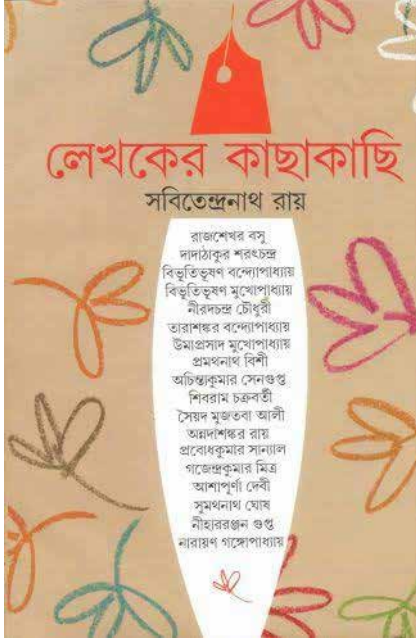 লেখকের কাছাকাছি
সবিতেন্দ্রনাথ রায়
রাজশেখর বসু
দাদাঠাকুর শরৎচন্দ্র
বিভূতিভূষণ বন্দ্যোপাধ্যায়
বিভূতিভূষণ মুখোপাধ্যায়
নীরদচন্দ্র চৌধুরী
তারাশঙ্কর বন্দ্যোপাধ্যায়
উমাপ্রসাদ মুখোপাধ্যায়
প্রমথনাথ বিশী
অচিন্ত্যকুমার সেনগুপ্ত
শিবরাম চক্রবর্তী
সৈয়দ মুজতবা আলী
অন্নদাশঙ্কর রায়
প্রবোধকুমার সান্যাল
গজেন্দ্রকুমার মিত্র
আশাপূর্ণা দেবী
সুমথনাথ ঘোষ
নীহাররঞ্জন গুপ্ত
নারায়ণ গঙ্গোপাধ্যায়